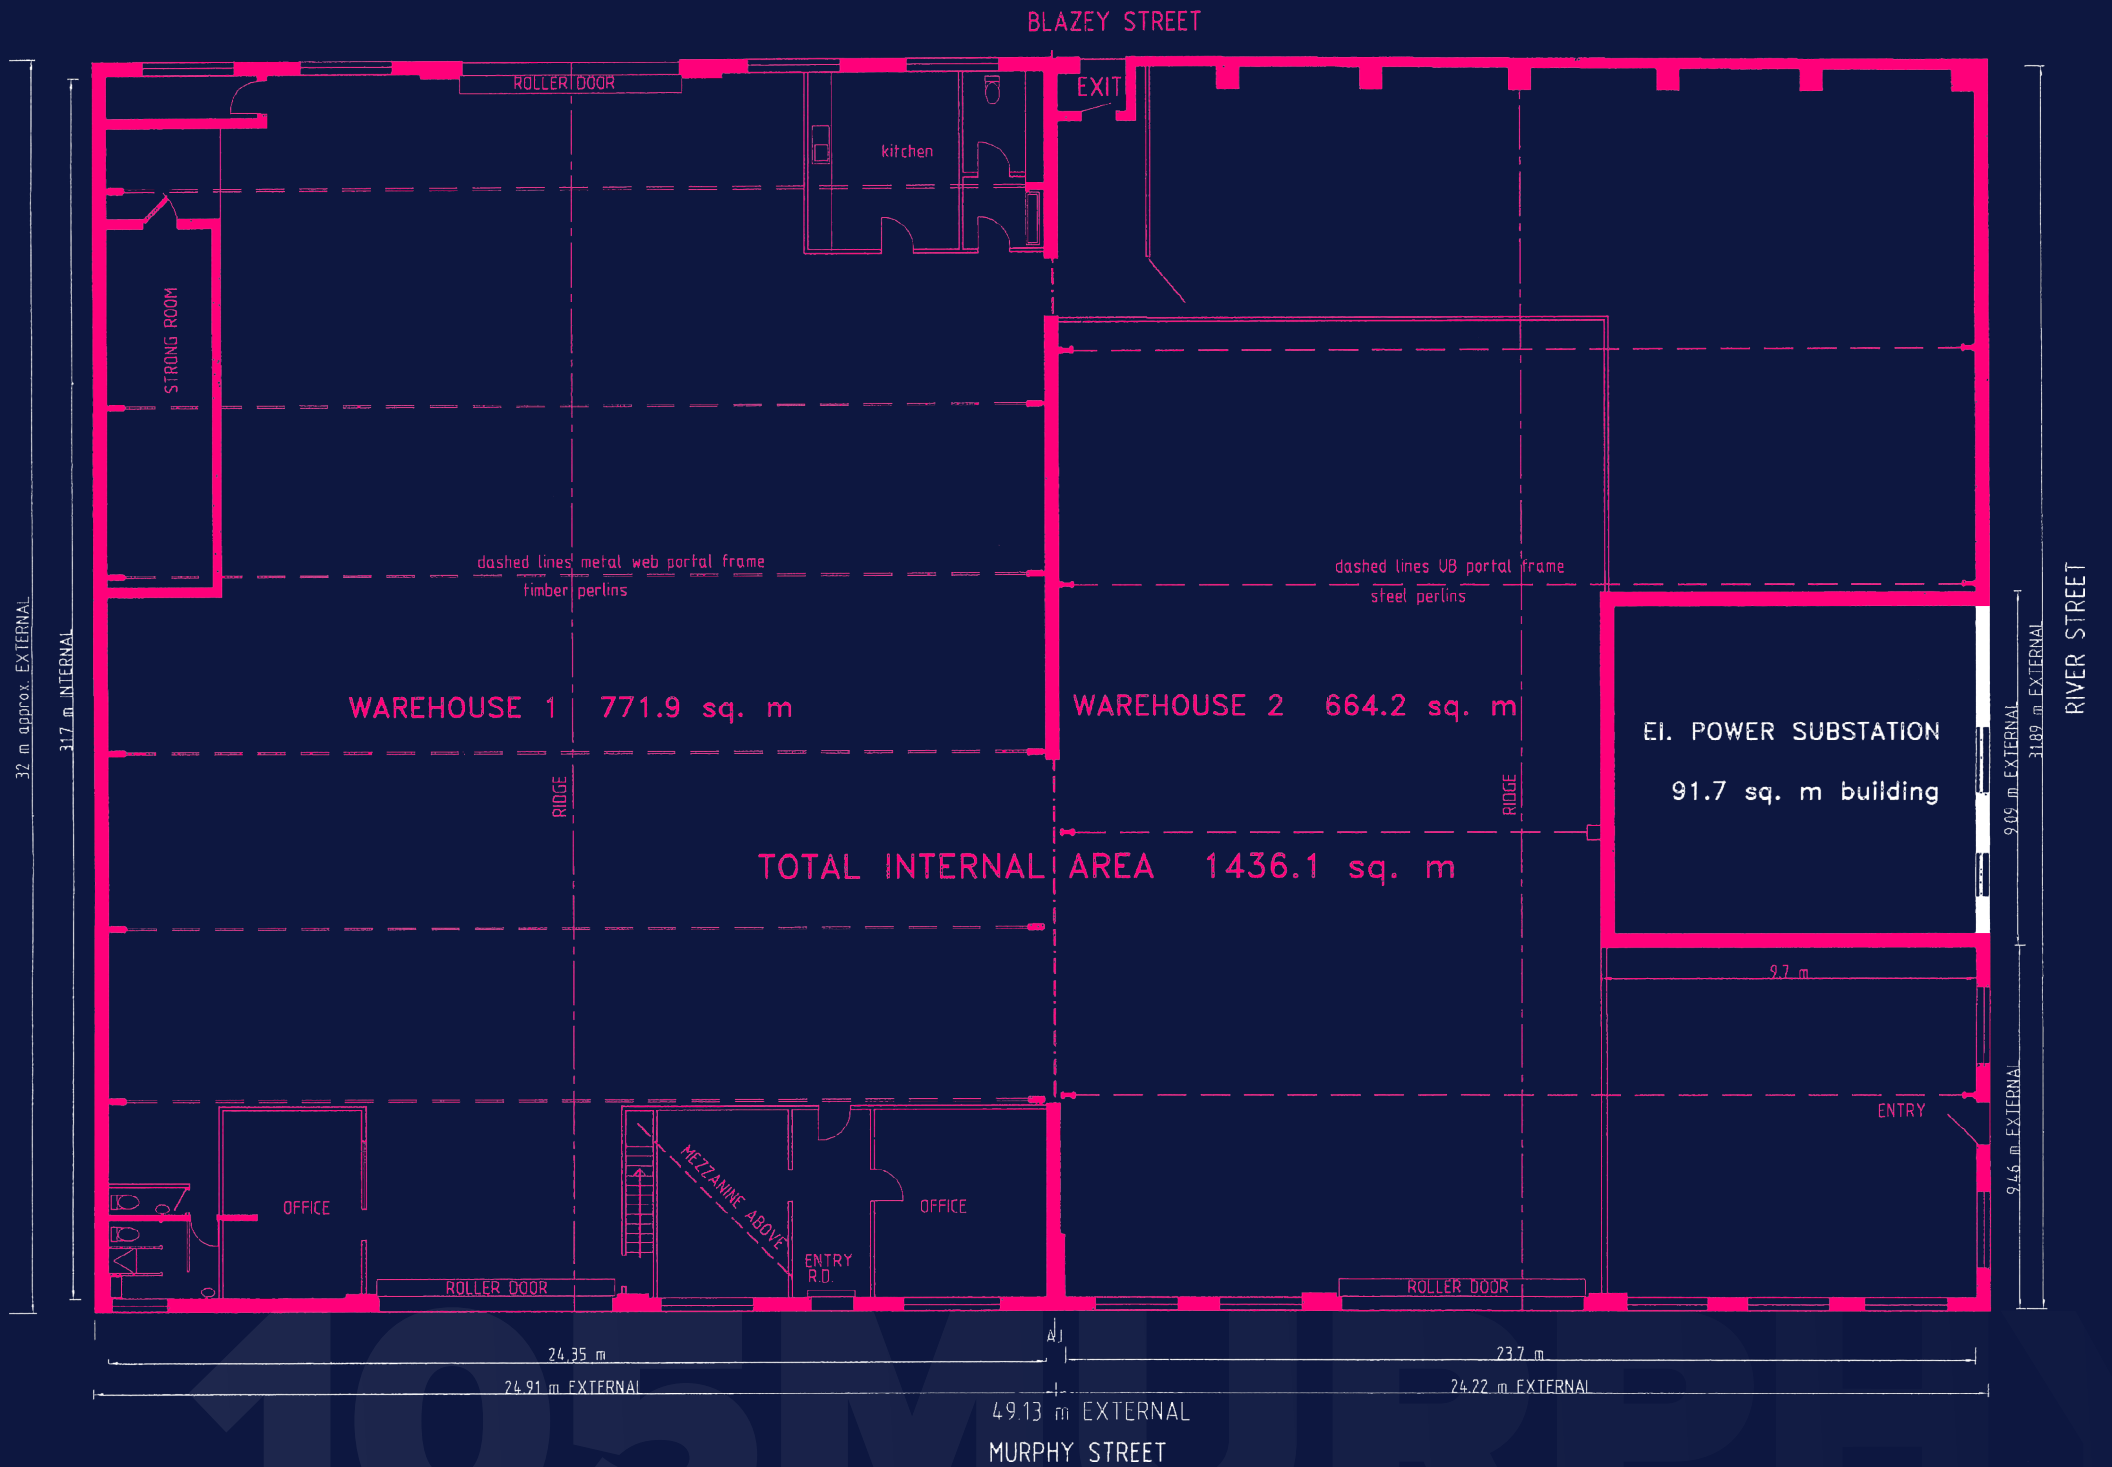 BLAZEY STREET
ROLLER DOOR
EXIT
kitchen
STRONG ROOM
dashed lines metal web portal frame
timber perlins
dashed lines UB portal frame
steel perlins
32 m approx. EXTERNAL
31.7 m INTERNAL
WAREHOUSE 1 771.9 sq. m
WAREHOUSE 2 664.2 sq. m
EI. POWER SUBSTATION
91.7 sq. m building
RIDGE
RIDGE
TOTAL INTERNAL AREA 1436.1 sq. m
9.09 m EXTERNAL
31.89 m EXTERNAL
RIVER STREET
9.7 m
ENTRY
9.46 m EXTERNAL
OFFICE
MEZZANINE ABOVE
OFFICE
ENTRY
R.D.
ROLLER DOOR
ROLLER DOOR
AJ
24.35 m
23.7 m
24.91 m EXTERNAL
24.22 m EXTERNAL
49.13 m EXTERNAL
MURPHY STREET
105MURPHY